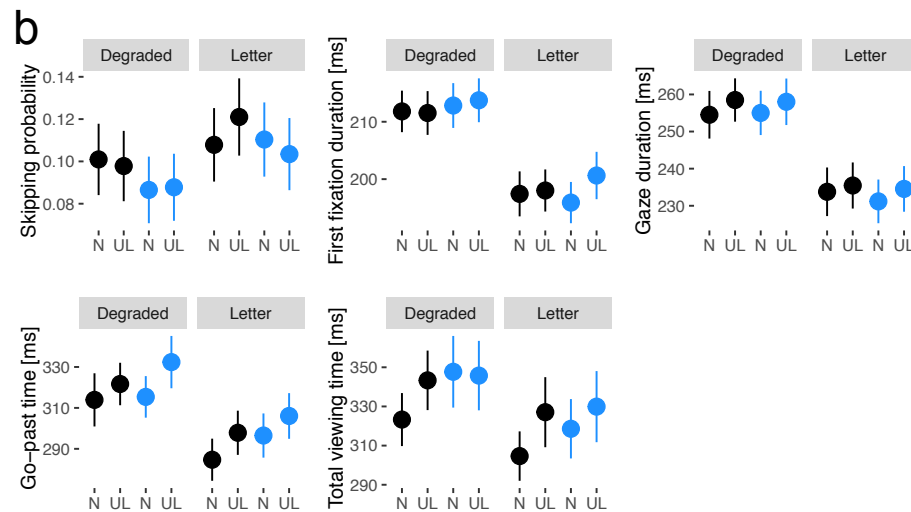 b
Skipping probability
Degraded
Letter
0.14
0.12
0.10
0.08
N UL N UL
N UL N UL
First fixation duration [ms]
Degraded
Letter
210
200
N UL N UL
N UL N UL
Gaze duration [ms]
Degraded
Letter
260
250
240
230
N UL N UL
N UL N UL
Go−past time [ms]
Degraded
Letter
330
310
290
N UL N UL
N UL N UL
Total viewing time [ms]
Degraded
Letter
350
330
310
290
N UL N UL
N UL N UL